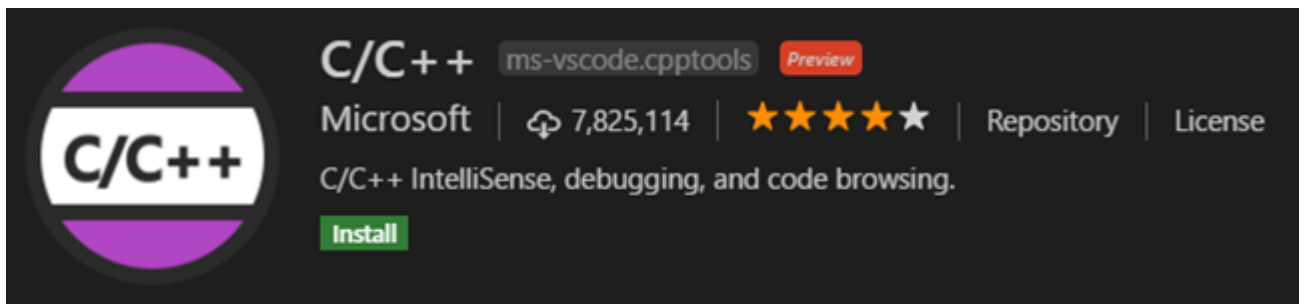 C/C++
C/C++ ms-vscode.cpptools Preview
Microsoft 7,825,114 Repository License
C/C++ IntelliSense, debugging, and code browsing.
Install